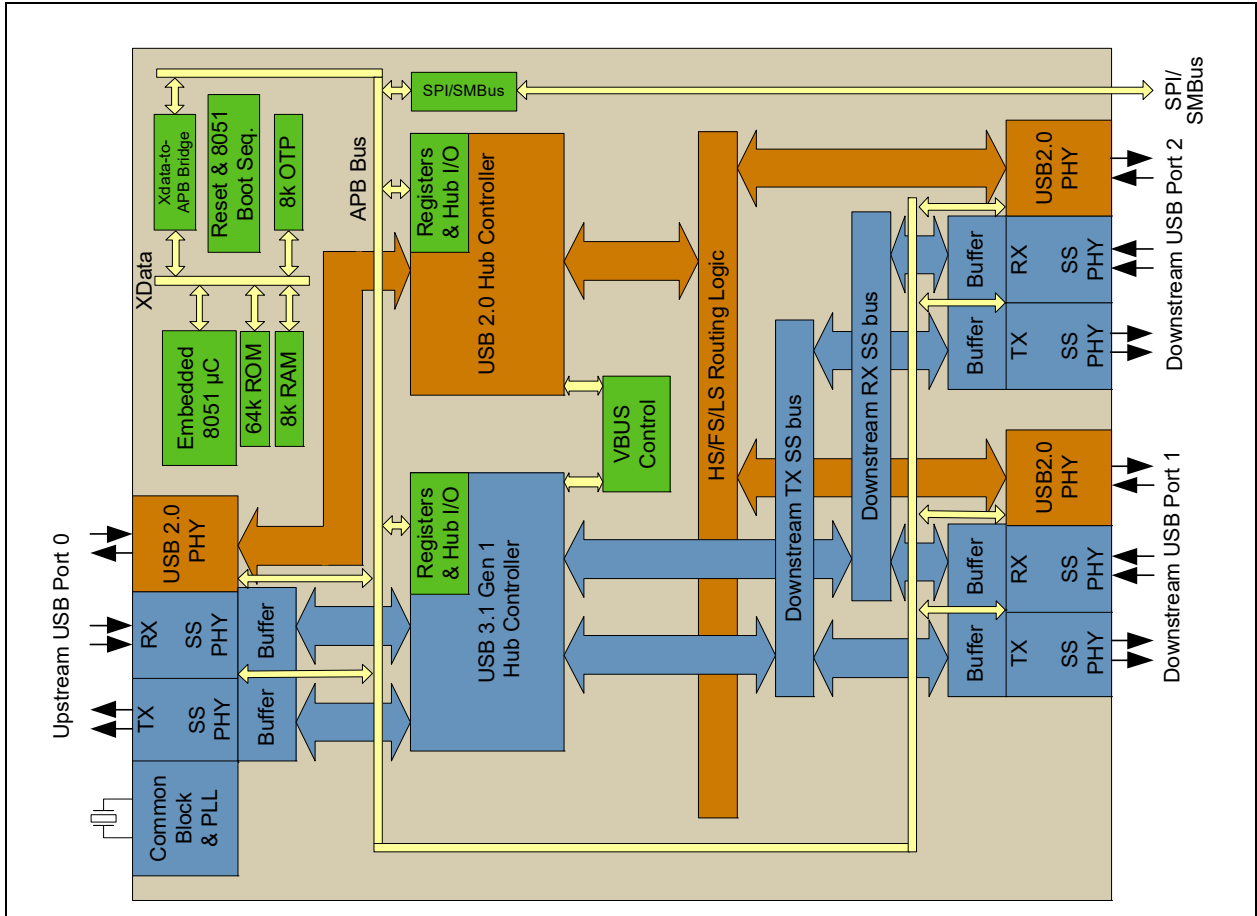 SPI/SMBus
SPI/
SMBus
Xdata-to-
APB Bridge
Reset & 8051
Boot Seq.
8k OTP
APB Bus
XData
Embedded
8051 µC
64k ROM
8k RAM
Registers
& Hub I/O
USB 2.0 Hub Controller
VBUS
Control
Registers
& Hub I/O
USB 3.1 Gen 1
Hub Controller
HS/FS/LS Routing Logic
Downstream TX SS bus
Downstream RX SS bus
Upstream USB Port 0
USB 2.0
PHY
RX
SS
PHY
Buffer
TX
SS
PHY
Buffer
Common
Block
& PLL
USB2.0
PHY
Buffer
RX
SS
PHY
Buffer
TX
SS
PHY
Downstream USB Port 2
USB2.0
PHY
Buffer
RX
SS
PHY
Buffer
TX
SS
PHY
Downstream USB Port 1